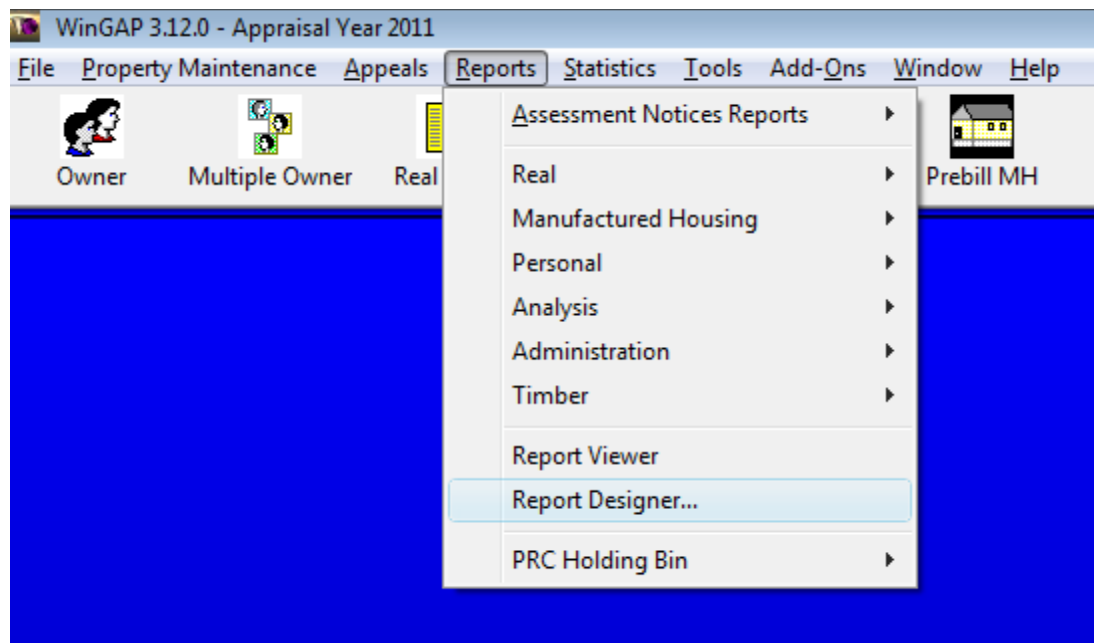 WinGAP 3.12.0 - Appraisal Year 2011
File Property Maintenance Appeals Reports Statistics Tools Add-Ons Window Help
Owner Multiple Owner Real Prebill MH
Assessment Notices Reports
Real
Manufactured Housing
Personal
Analysis
Administration
Timber
Report Viewer
Report Designer...
PRC Holding Bin